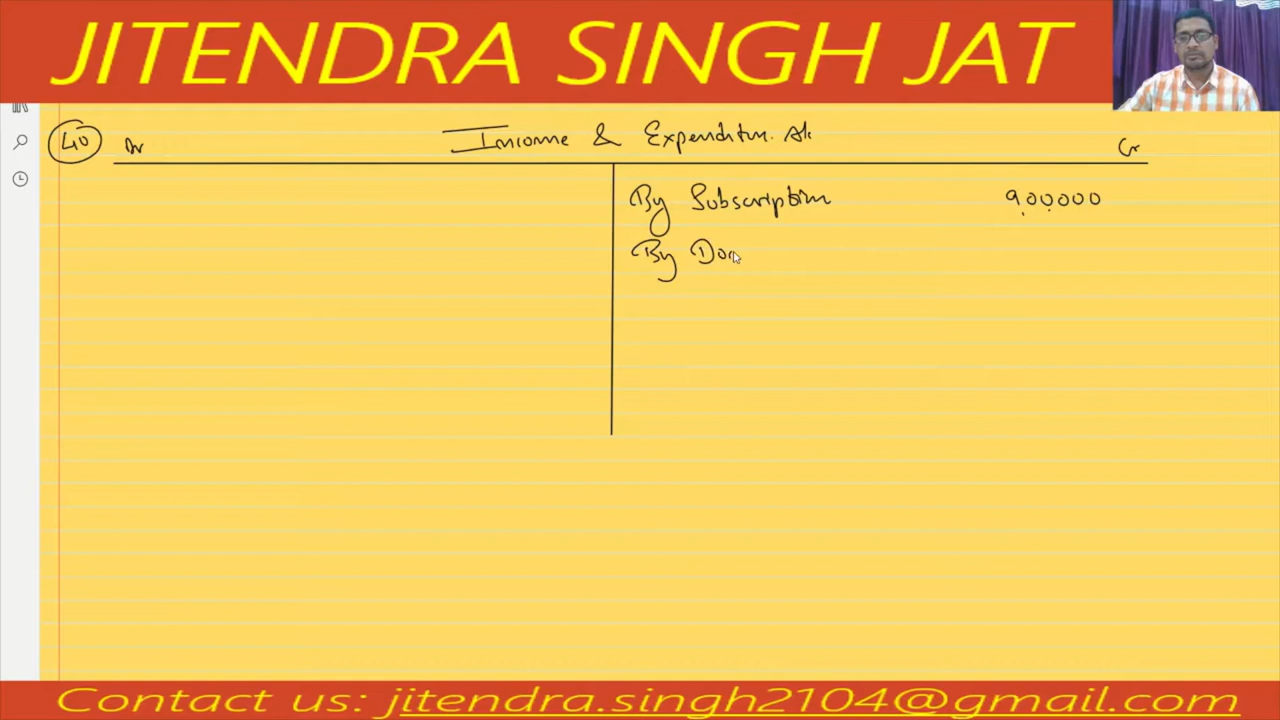 JITENDRA SINGH JAT
40 Dr Income & Expenditure A/c Cr
By Subscription 9,00,000
By Don
Contact us: jitendra.singh2104@gmail.com